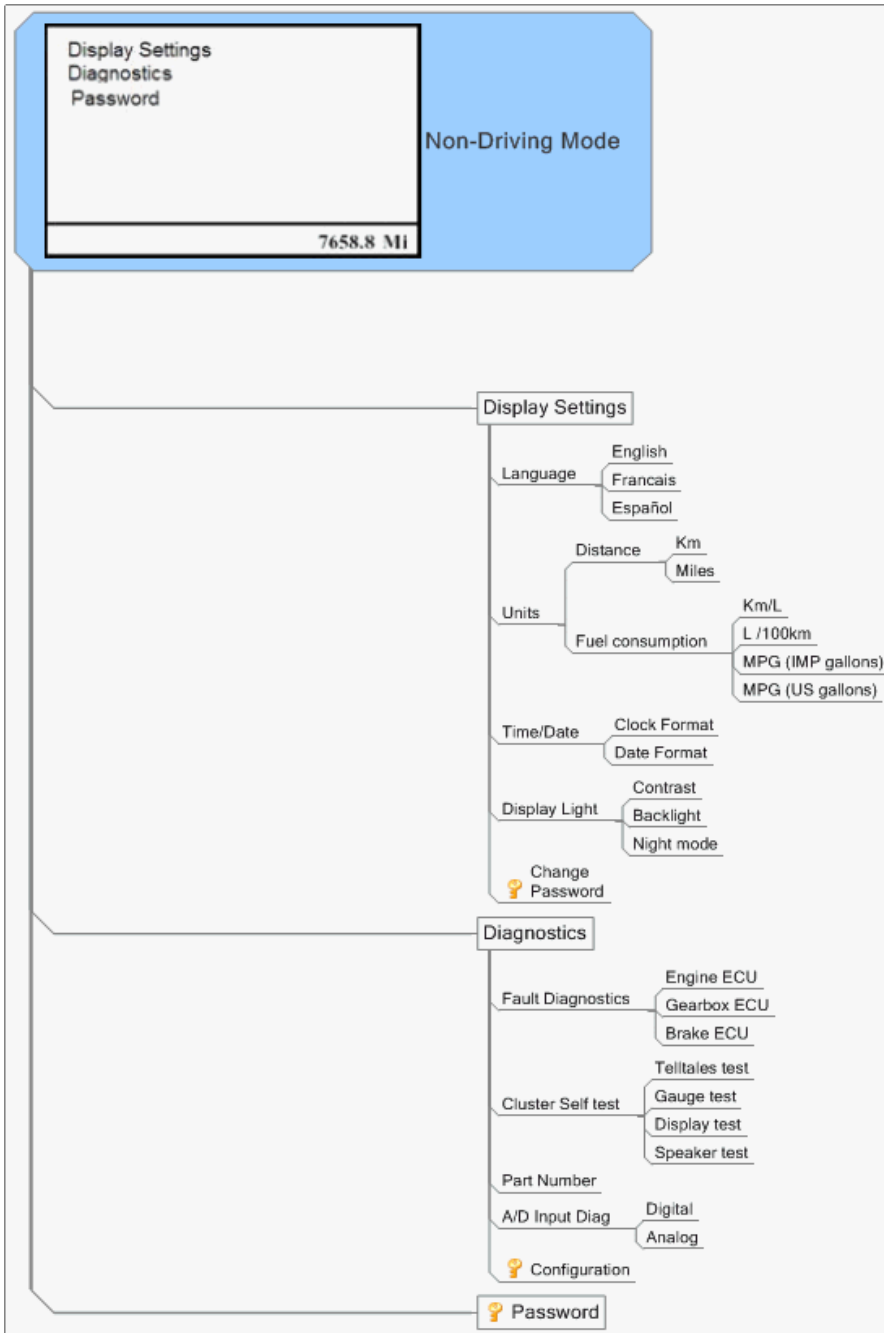 Display Settings
Diagnostics
Password
Non-Driving Mode
7658.8 Mi
Display Settings
Language
English
Francais
Español
Units
Distance
Km
Miles
Fuel consumption
Km/L
L /100km
MPG (IMP gallons)
MPG (US gallons)
Time/Date
Clock Format
Date Format
Display Light
Contrast
Backlight
Night mode
Change
Password
Diagnostics
Fault Diagnostics
Engine ECU
Gearbox ECU
Brake ECU
Cluster Self test
Telltales test
Gauge test
Display test
Speaker test
Part Number
A/D Input Diag
Digital
Analog
Configuration
Password